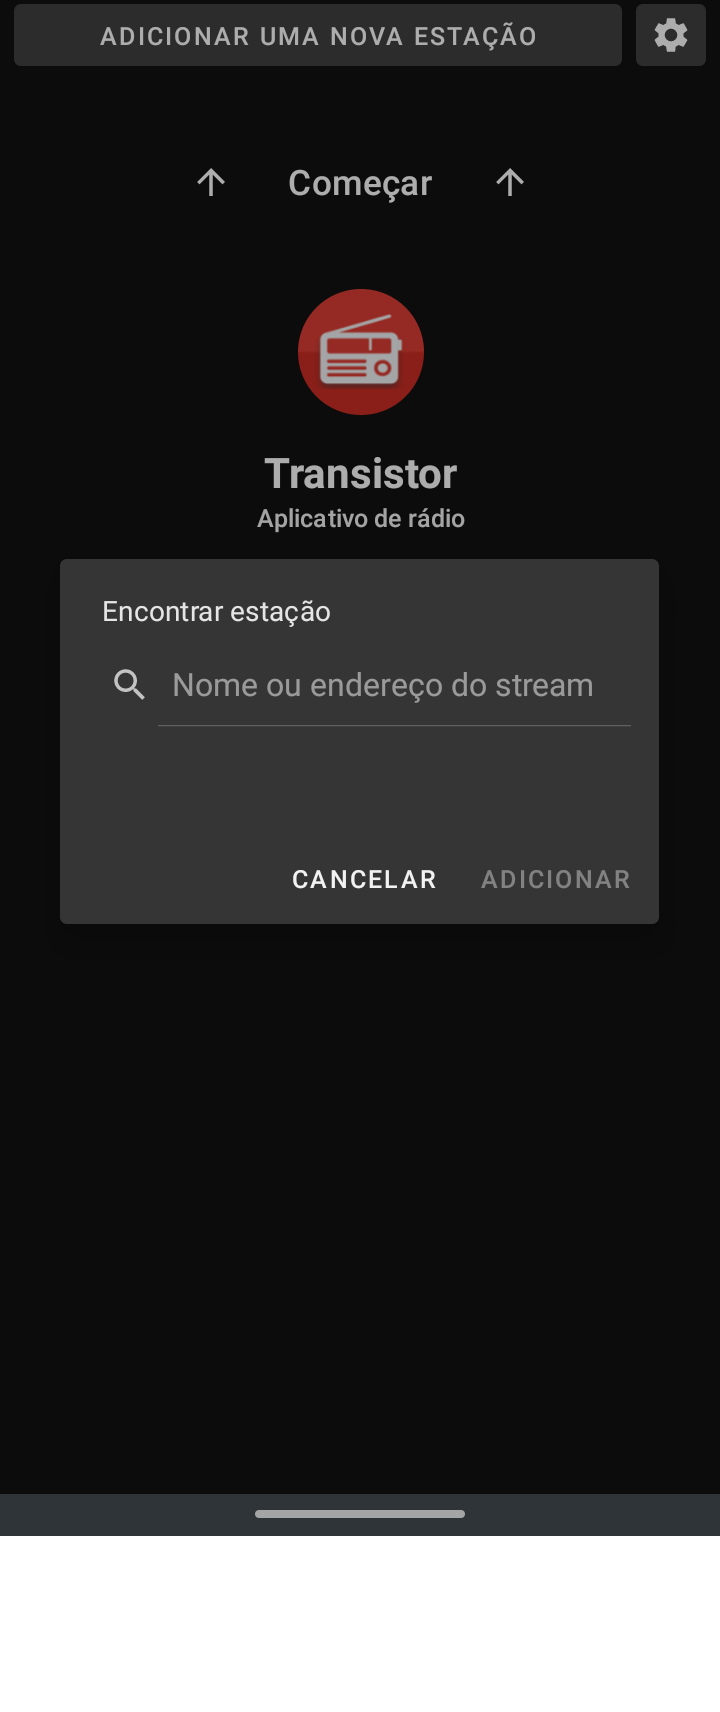 ADICIONAR UMA NOVA ESTAÇÃO
Começar
Transistor
Aplicativo de rádio
Encontrar estação
Nome ou endereço do stream
CANCELAR ADICIONAR